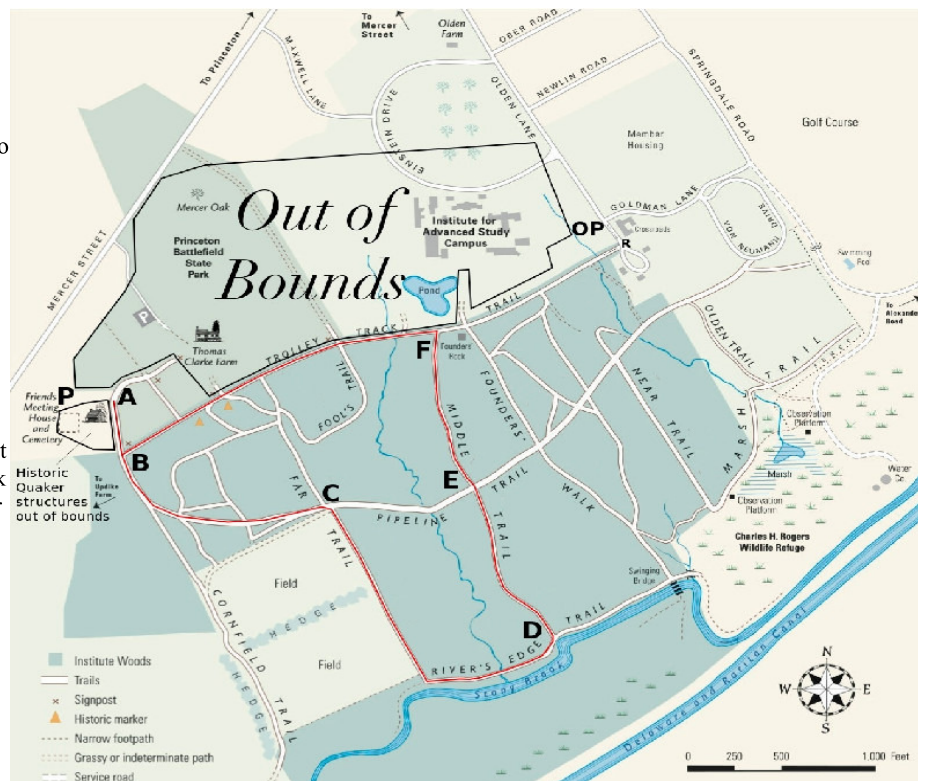 To
Mercer
Street
Olden
Farm
OBER ROAD
To Princeton
MAXWELL LANE
NEWLIN ROAD
SPRINGDALE ROAD
EINSTEIN DRIVE
OLDEN LANE
Golf Course
Member
Housing
o
Mercer Oak
Out of
Bounds
Institute for
Advanced Study
Campus
GOLDMAN LANE
OP
R
Crossroads
VON NEUMANN
DRIVE
Princeton
Battlefield
State
Park
MERCER STREET
Swimming
Pool
Pond
To
Alexander
Road
P
TROLLEY TRACK TRAIL
Thomas
Clarke Farm
F
Founders'
Rock
OLDEN TRAIL
P
A
Friends
Meeting
House
and
Cemetery
FOOL'S
TRAIL
FOUNDERS'
WALK
NEAR
TRAIL
MARSH TRAIL
Observation
Platform
t
B
k
Historic
Quaker
structures
out of bounds
To
Updike
Farm
FAR
TRAIL
C
MIDDLE
TRAIL
E
PIPELINE TRAIL
Marsh
Water
Co.
Observation
Platform
Charles H. Rogers
Wildlife Refuge
Swinging
Bridge
Field
CORNFIELD TRAIL
HEDGE
HEDGE
Field
D
RIVER'S EDGE TRAIL
Stony Brook
Delaware and Raritan Canal
Institute Woods
Trails
Signpost
Historic marker
Narrow footpath
Grassy or indeterminate path
Service road
N
W E
S
0 250 500 1,000 Feet